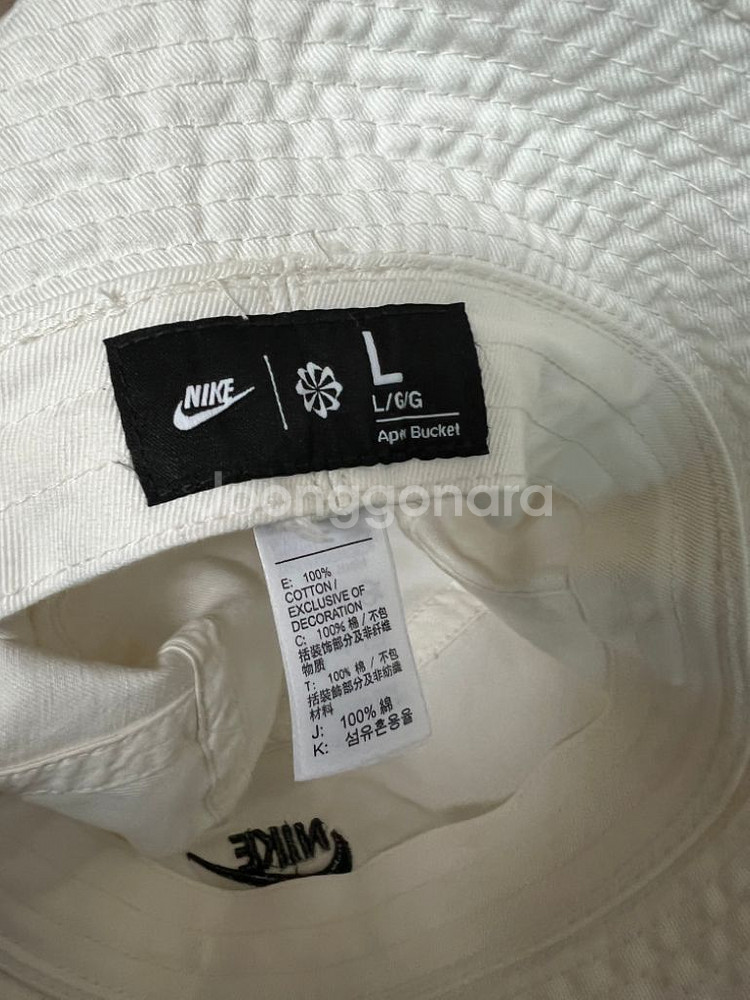 NIKE
L
L/G/G
Apex Bucket
joonggonara
E: 100%
COTTON /
EXCLUSIVE OF
DECORATION
C: 100% 棉 / 不包
括装饰部分及非纤维
物质
T: 100% 棉 / 不包
括裝飾部分及非紡織
材料
J: 100% 綿
K: 섬유혼용율
NIKE